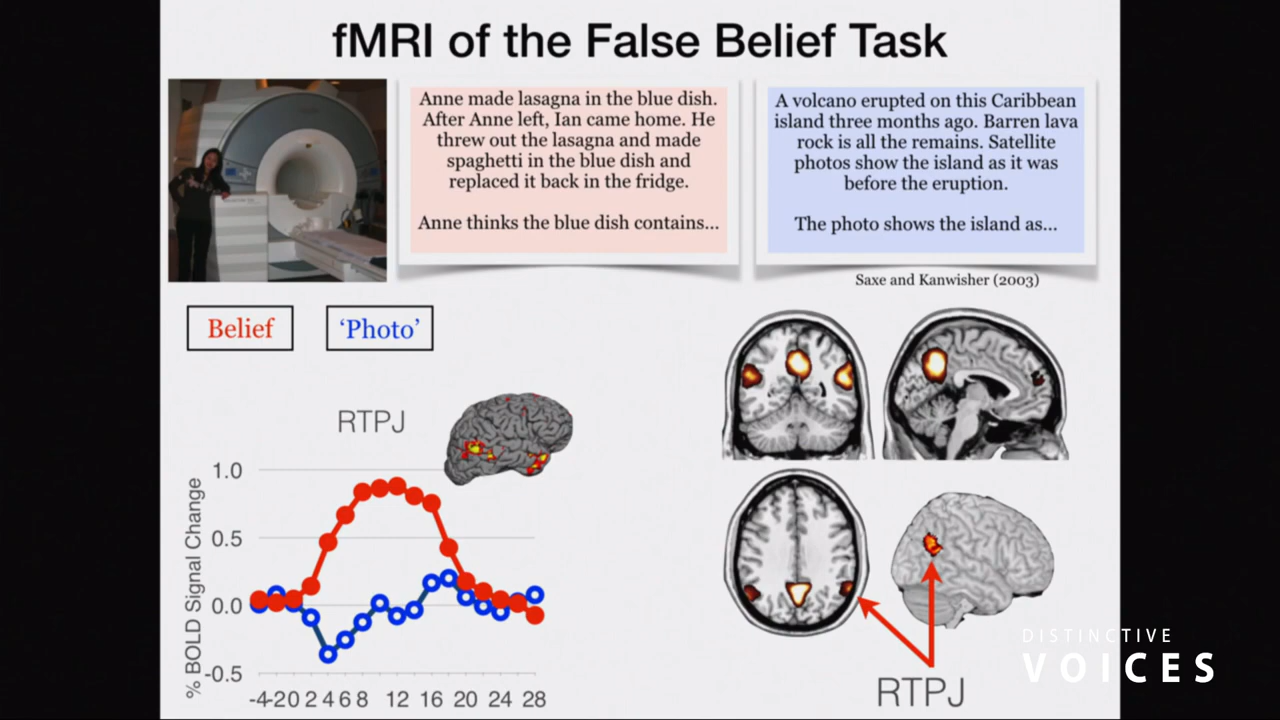 fMRI of the False Belief Task
Anne made lasagna in the blue dish.
After Anne left, Ian came home. He
threw out the lasagna and made
spaghetti in the blue dish and
replaced it back in the fridge.
Anne thinks the blue dish contains...
A volcano erupted on this Caribbean
island three months ago. Barren lava
rock is all the remains. Satellite
photos show the island as it was
before the eruption.
The photo shows the island as...
Saxe and Kanwisher (2003)
Belief
‘Photo’
RTPJ
% BOLD Signal Change
1.0
0.5
0.0
-0.5
-4 -2 0 2 4 6 8 12 16 20 24 28
RTPJ
DISTINCTIVE
VOICES